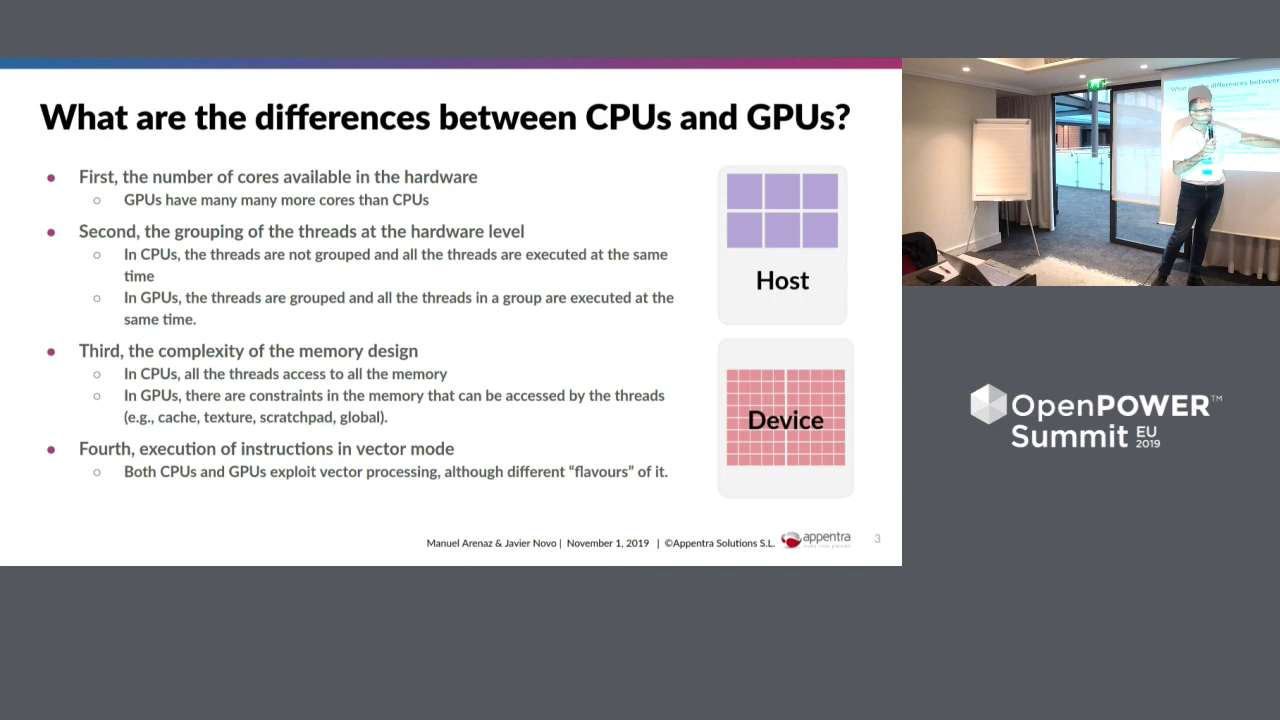 What are the differences between CPUs and GPUs?
● First, the number of cores available in the hardware
○ GPUs have many many more cores than CPUs
● Second, the grouping of the threads at the hardware level
○ In CPUs, the threads are not grouped and all the threads are executed at the same
time
○ In GPUs, the threads are grouped and all the threads in a group are executed at the
same time.
● Third, the complexity of the memory design
○ In CPUs, all the threads access to all the memory
○ In GPUs, there are constraints in the memory that can be accessed by the threads
(e.g., cache, texture, scratchpad, global).
● Fourth, execution of instructions in vector mode
○ Both CPUs and GPUs exploit vector processing, although different “flavours” of it.
Host
Device
Manuel Arenaz & Javier Novo | November 1, 2019 | ©Appentra Solutions S.L.
appentra
3
OpenPOWER™
Summit EU 2019